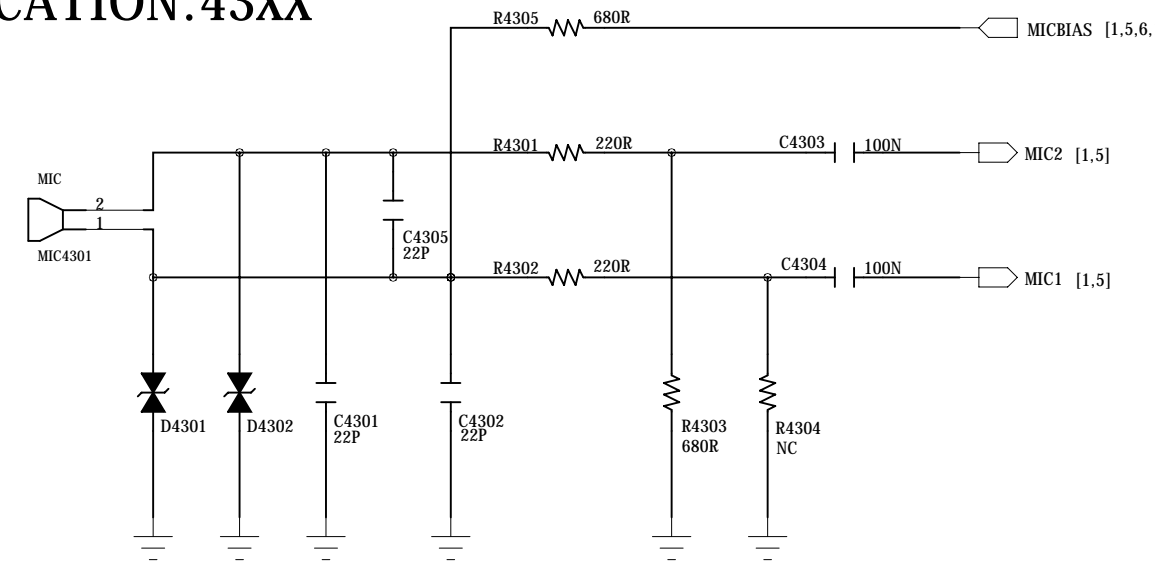 CATION:43XX
R4305 680R
MICBIAS [1,5,6,
R4301 220R
C4303 100N
MIC2 [1,5]
MIC
2
1
MIC4301
C4305
22P
R4302 220R
C4304 100N
MIC1 [1,5]
D4301
D4302
C4301
22P
C4302
22P
R4303
680R
R4304
NC